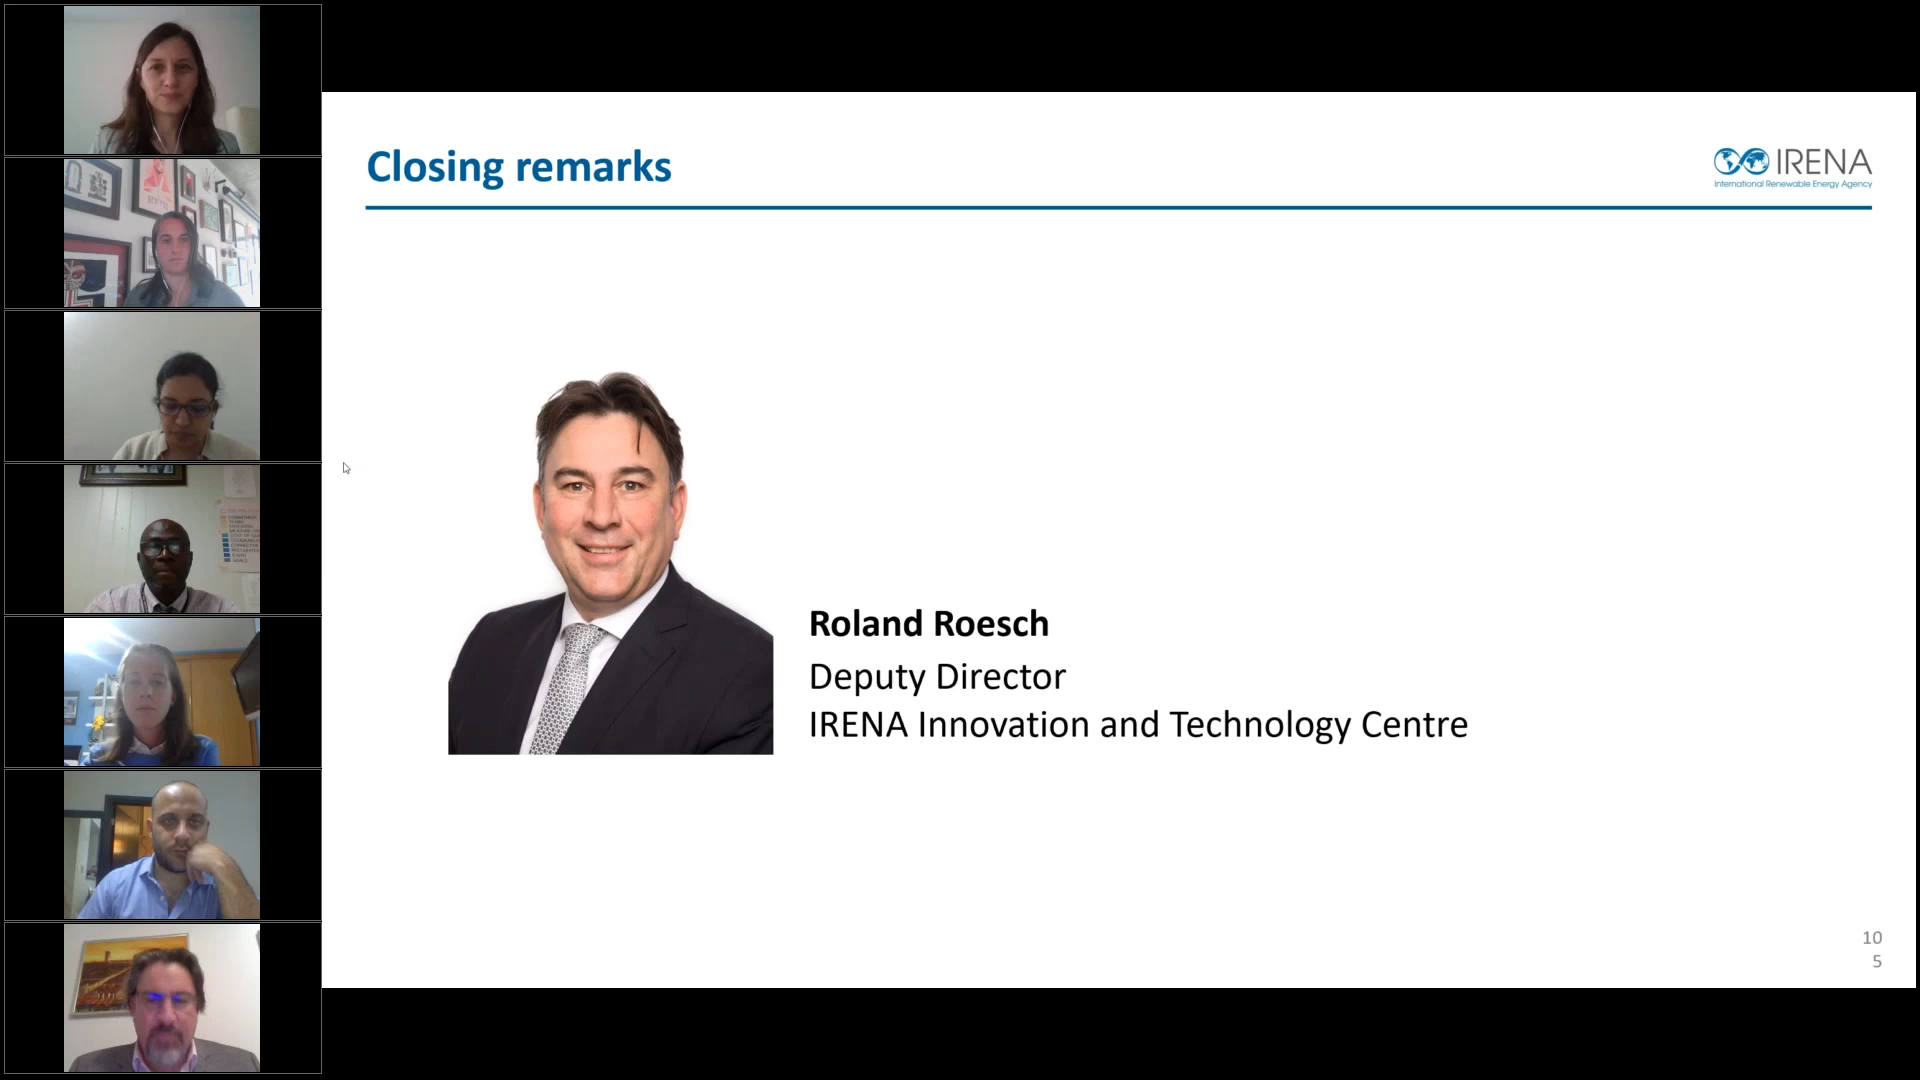 Closing remarks
IRENA
International Renewable Energy Agency
Roland Roesch
Deputy Director
IRENA Innovation and Technology Centre
10
5